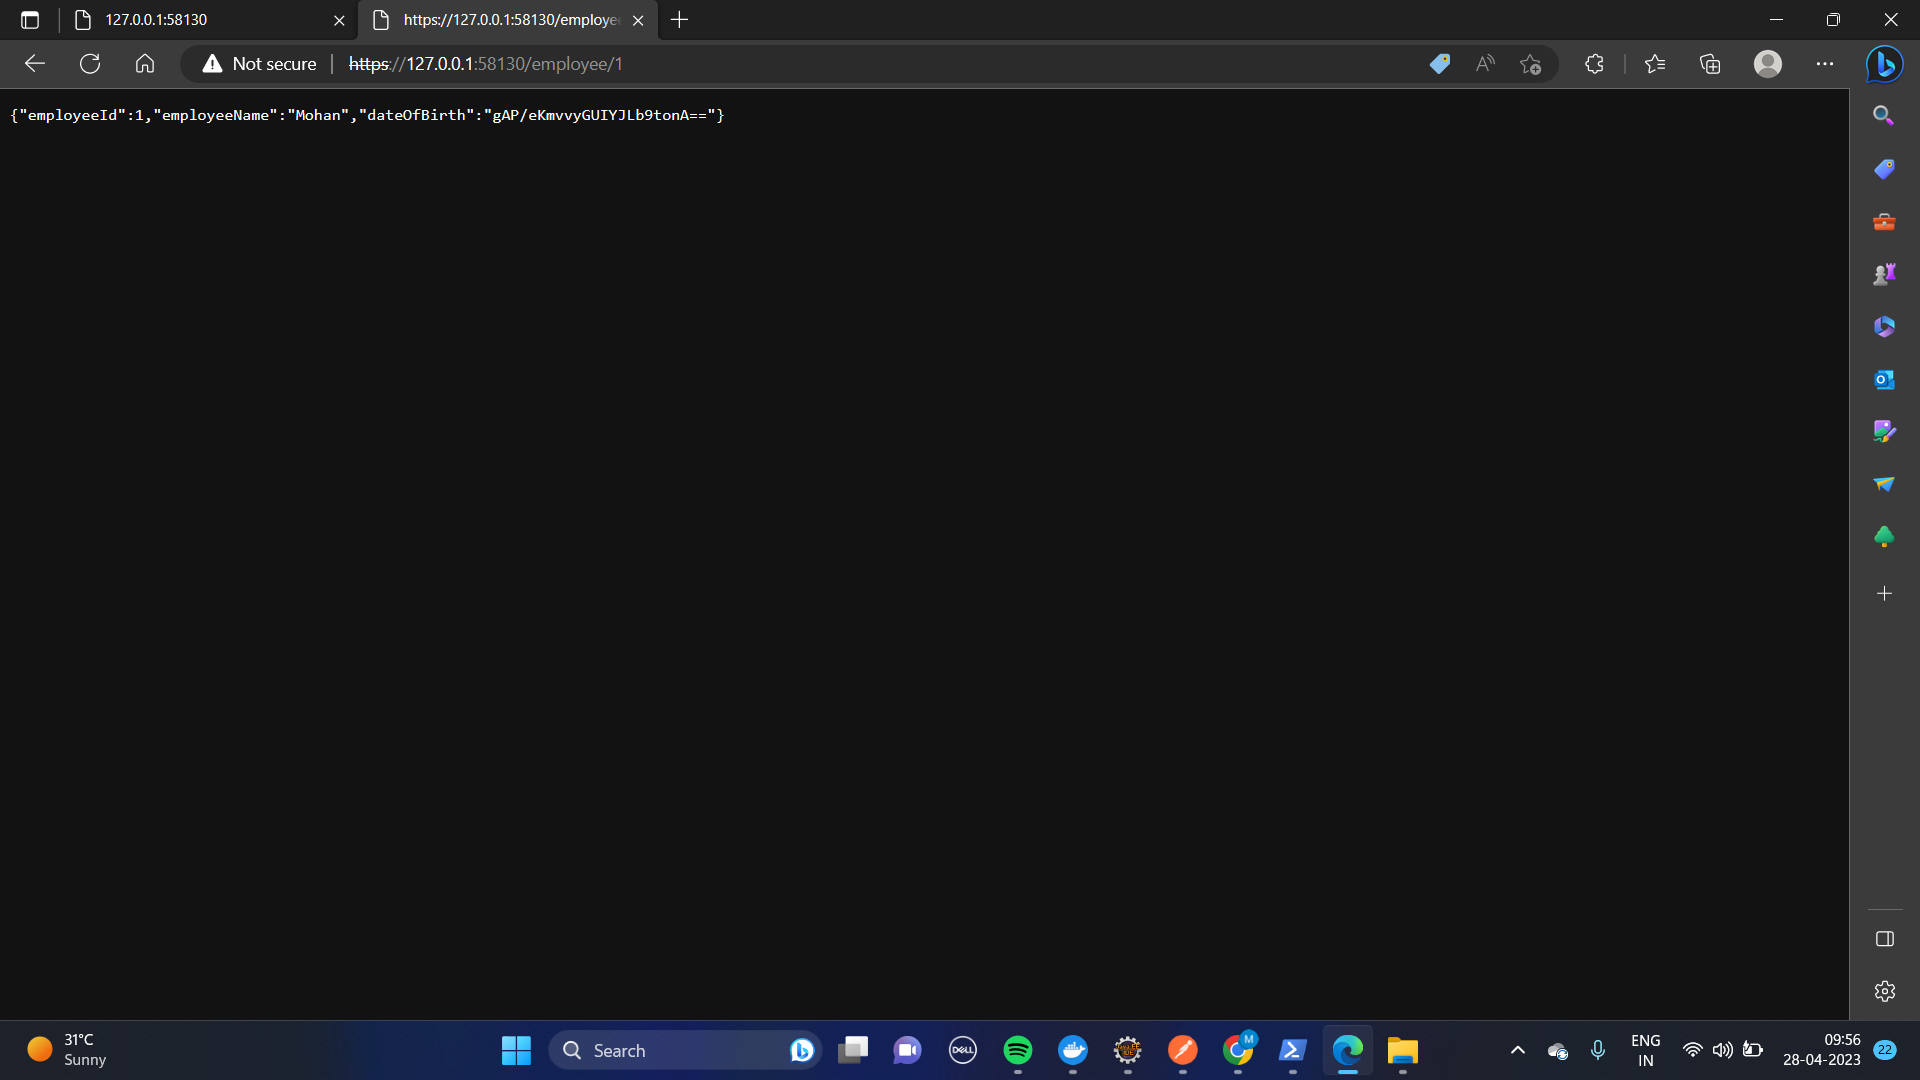 127.0.0.1:58130
https://127.0.0.1:58130/employe
Not secure
https://127.0.0.1:58130/employee/1
{"employeeId":1,"employeeName":"Mohan","dateOfBirth":"gAP/eKmvvyGUIYJLb9tonA=="}
31°C
Sunny
Search
DELL
M
ENG
IN
09:56
28-04-2023
22